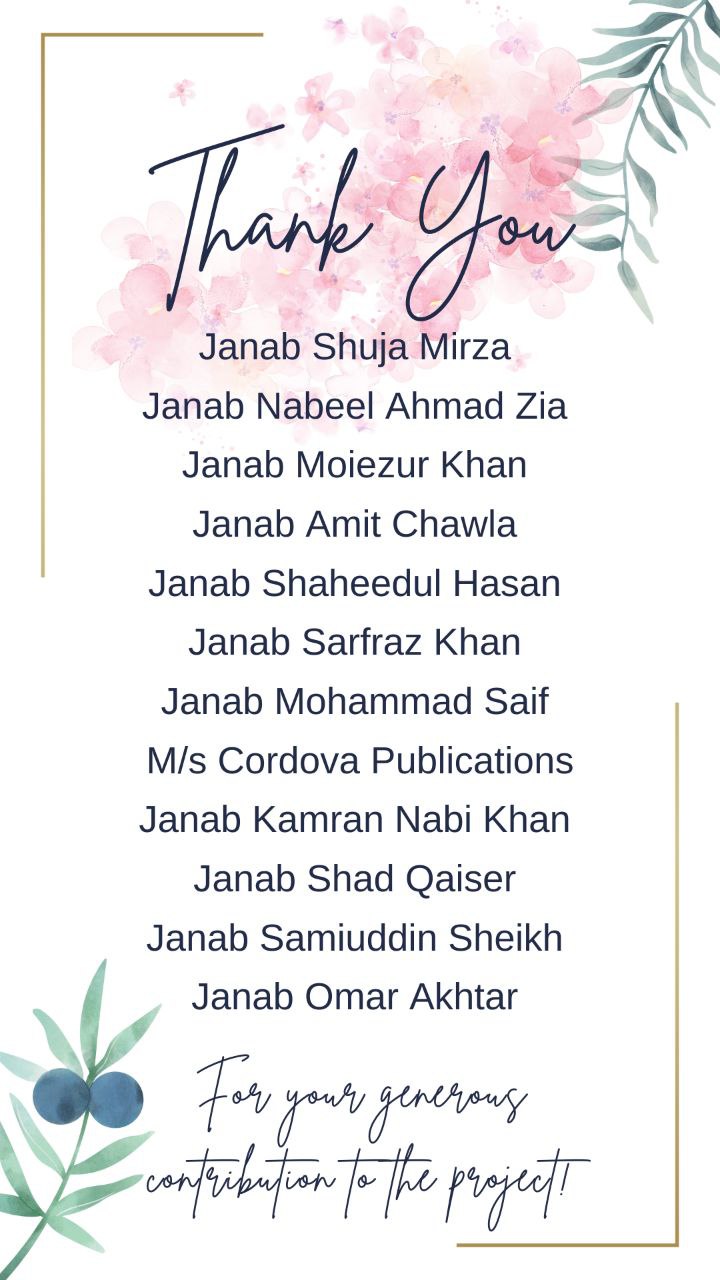 Thank You
Janab Shuja Mirza
Janab Nabeel Ahmad Zia
Janab Moiezur Khan
Janab Amit Chawla
Janab Shaheedul Hasan
Janab Sarfraz Khan
Janab Mohammad Saif
M/s Cordova Publications
Janab Kamran Nabi Khan
Janab Shad Qaiser
Janab Samiuddin Sheikh
Janab Omar Akhtar
For your generous
contribution to the project!